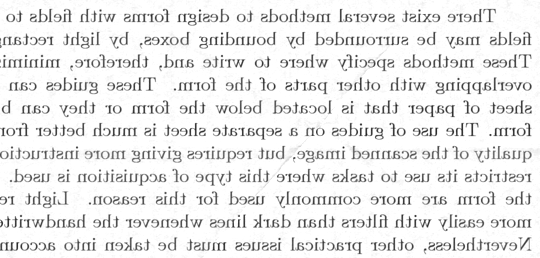 There exist several methods to design forms with fields to
fields may be surrounded by bounding boxes, by light rectang
These methods specify where to write and, therefore, minimi
overlapping with other parts of the form. These guides can
sheet of paper that is located below the form or they can b
form. The use of guides on a separate sheet is much better fro
quality of the scanned image, but requires giving more instructio
restricts its use to tasks where this type of acquisition is used.
the form are more commonly used for this reason. Light re
more easily with filters than dark lines whenever the handwritte
Nevertheless, other practical issues must be taken into accoun